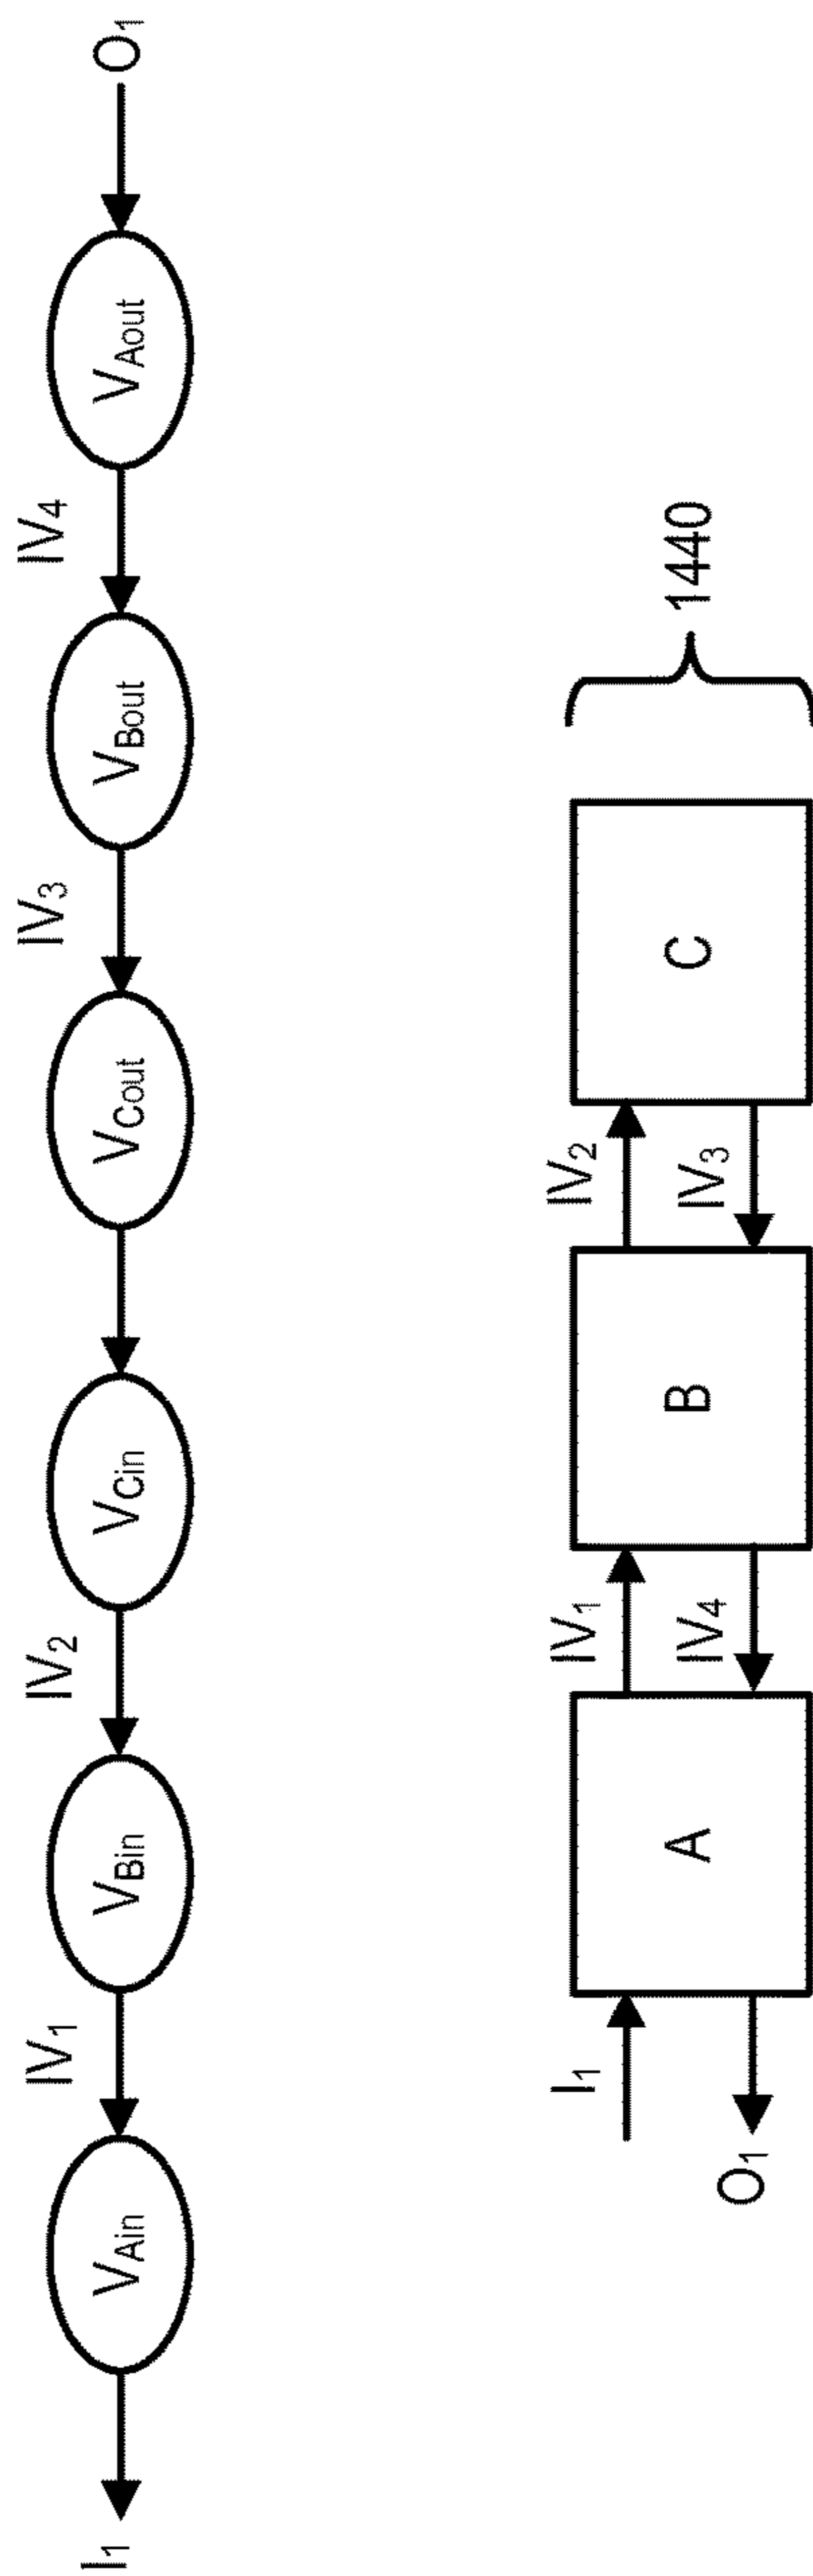 I1
VAin
IV1
VBin
IV2
VCin
VCout
IV3
VBout
IV4
VAout
O1
I1
O1
A
IV1
IV4
B
IV2
IV3
C
1440